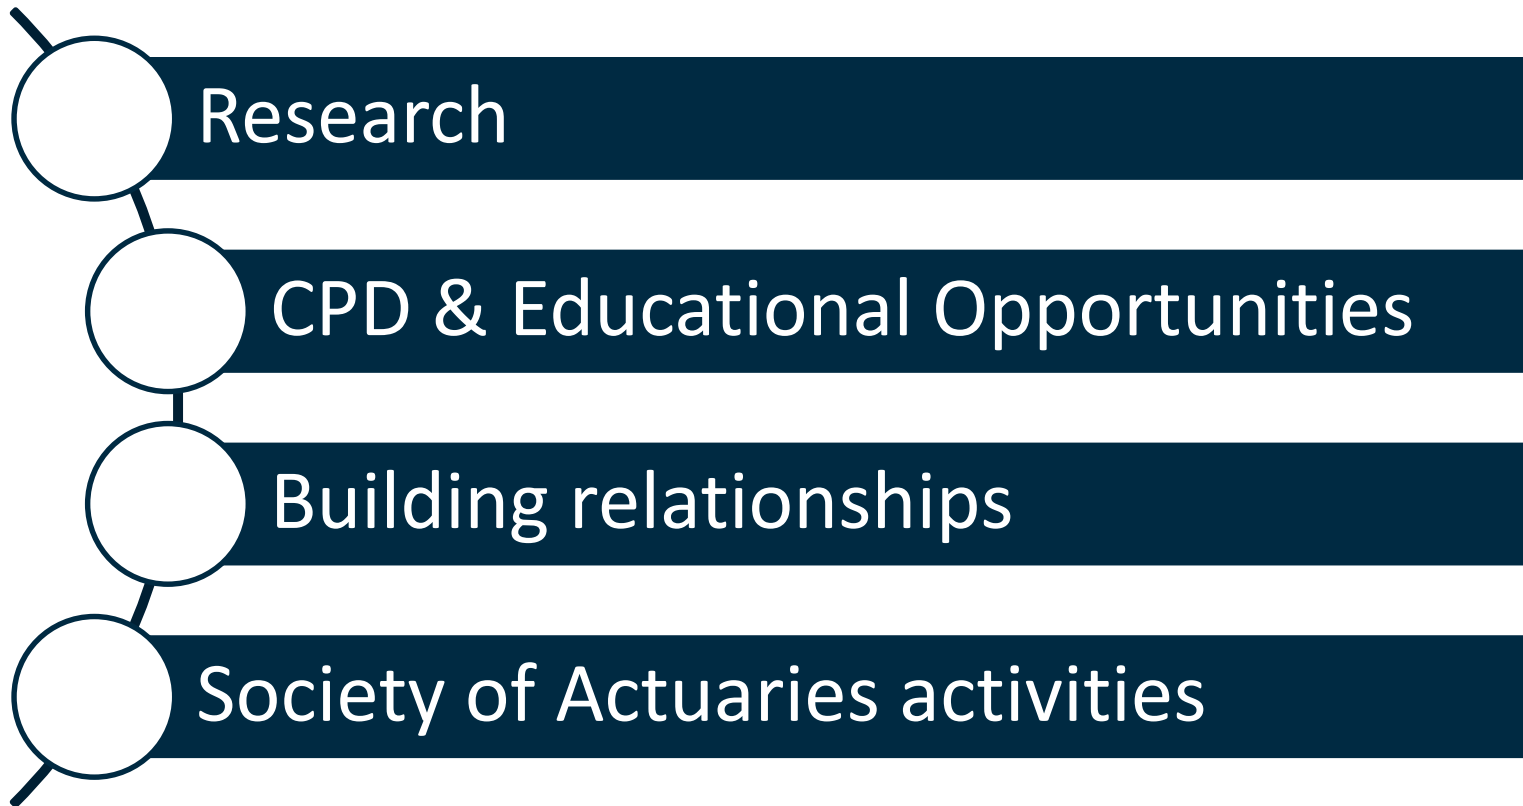 Research
CPD & Educational Opportunities
Building relationships
Society of Actuaries activities